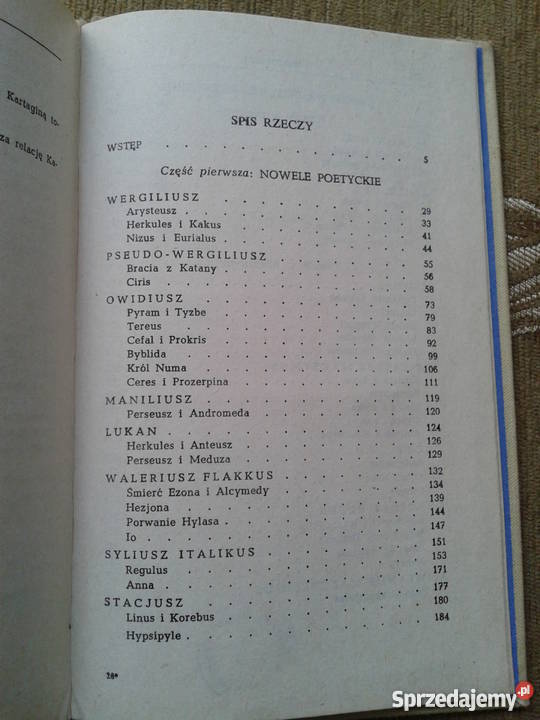 Kartaginą to-
za relację Ka-
SPIS RZECZY
WSTĘP . . . . . . . . . . . . . 5
Część pierwsza: NOWELE POETYCKIE
WERGILIUSZ . . . . . . . . . . 29
Arysteusz . . . . . . . . . . 33
Herkules i Kakus . . . . . . . . 41
Nizus i Eurialus . . . . . . . . 44
PSEUDO-WERGILIUSZ . . . . . . . 55
Bracia z Katany . . . . . . . . 56
Ciris . . . . . . . . . . . 58
OWIDIUSZ . . . . . . . . . . 73
Pyram i Tyzbe . . . . . . . . 79
Tereus . . . . . . . . . . 83
Cefal i Prokris . . . . . . . . 92
Byblida . . . . . . . . . . 99
Król Numa . . . . . . . . . 106
Ceres i Prozerpina . . . . . . . 111
MANILIUSZ . . . . . . . . . . 119
Perseusz i Andromeda . . . . . . 120
LUKAN . . . . . . . . . . . 124
Herkules i Anteusz . . . . . . . 126
Perseusz i Meduza . . . . . . . 129
WALERIUSZ FLAKKUS . . . . . . . 132
Śmierć Ezona i Alcymedy . . . . . 134
Hezjona . . . . . . . . . . 139
Porwanie Hylasa . . . . . . . . 144
Io . . . . . . . . . . . . 147
SYLIUSZ ITALIKUS . . . . . . . . 151
Regulus . . . . . . . . . . 153
Anna . . . . . . . . . . . 171
STACJUSZ . . . . . . . . . . 177
Linus i Korebus . . . . . . . . 180
Hypsipyle . . . . . . . . . . 184
26*
Sprzedajemy.pl